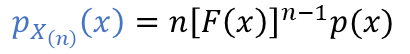 $p_{X_{(n)}}(x) = n[F(x)]^{n-1}p(x)$